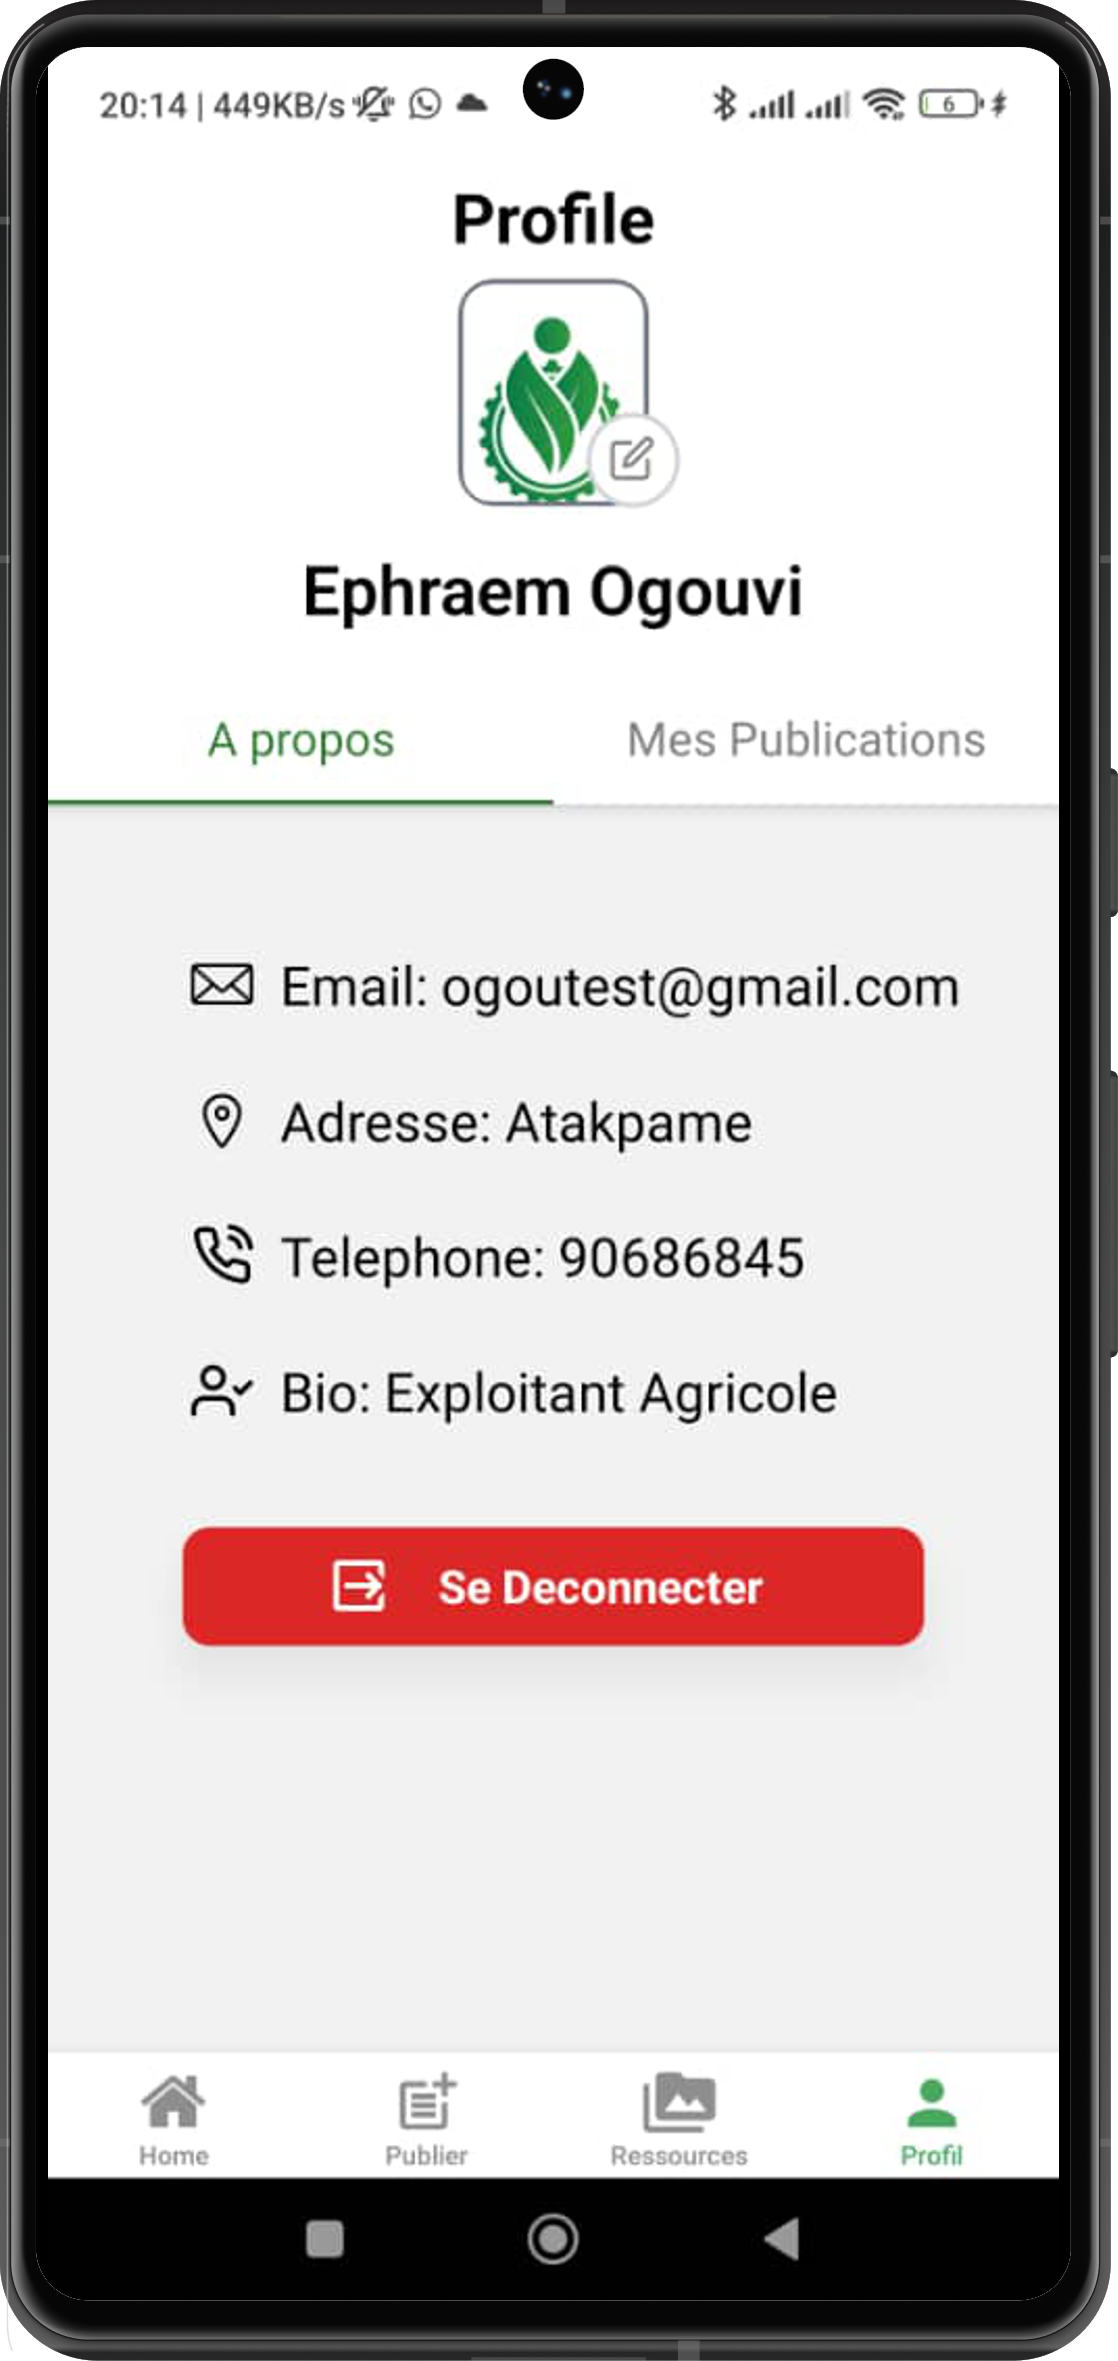 20:14 | 449KB/s
6
Profile
Ephraem Ogouvi
A propos
Mes Publications
Email: ogoutest@gmail.com
Adresse: Atakpame
Telephone: 90686845
Bio: Exploitant Agricole
Se Deconnecter
Home
Publier
Ressources
Profil